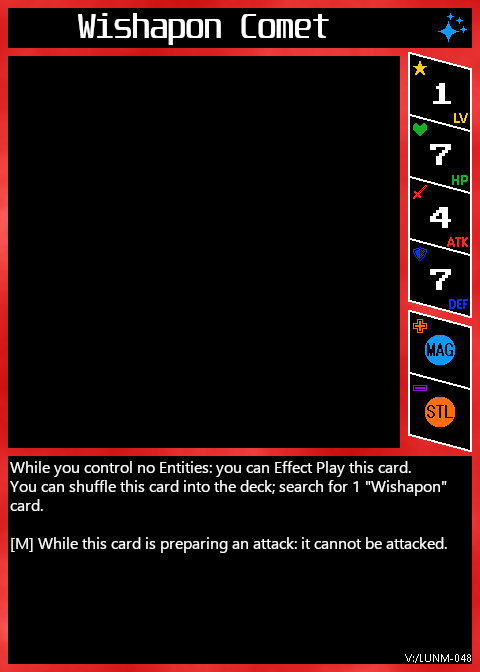 Wishapon Comet
1
LV
7
HP
4
ATK
7
DEF
MAG
STL
While you control no Entities: you can Effect Play this card.
You can shuffle this card into the deck; search for 1 "Wishapon"
card.
[M] While this card is preparing an attack: it cannot be attacked.
V:/LUNM-048